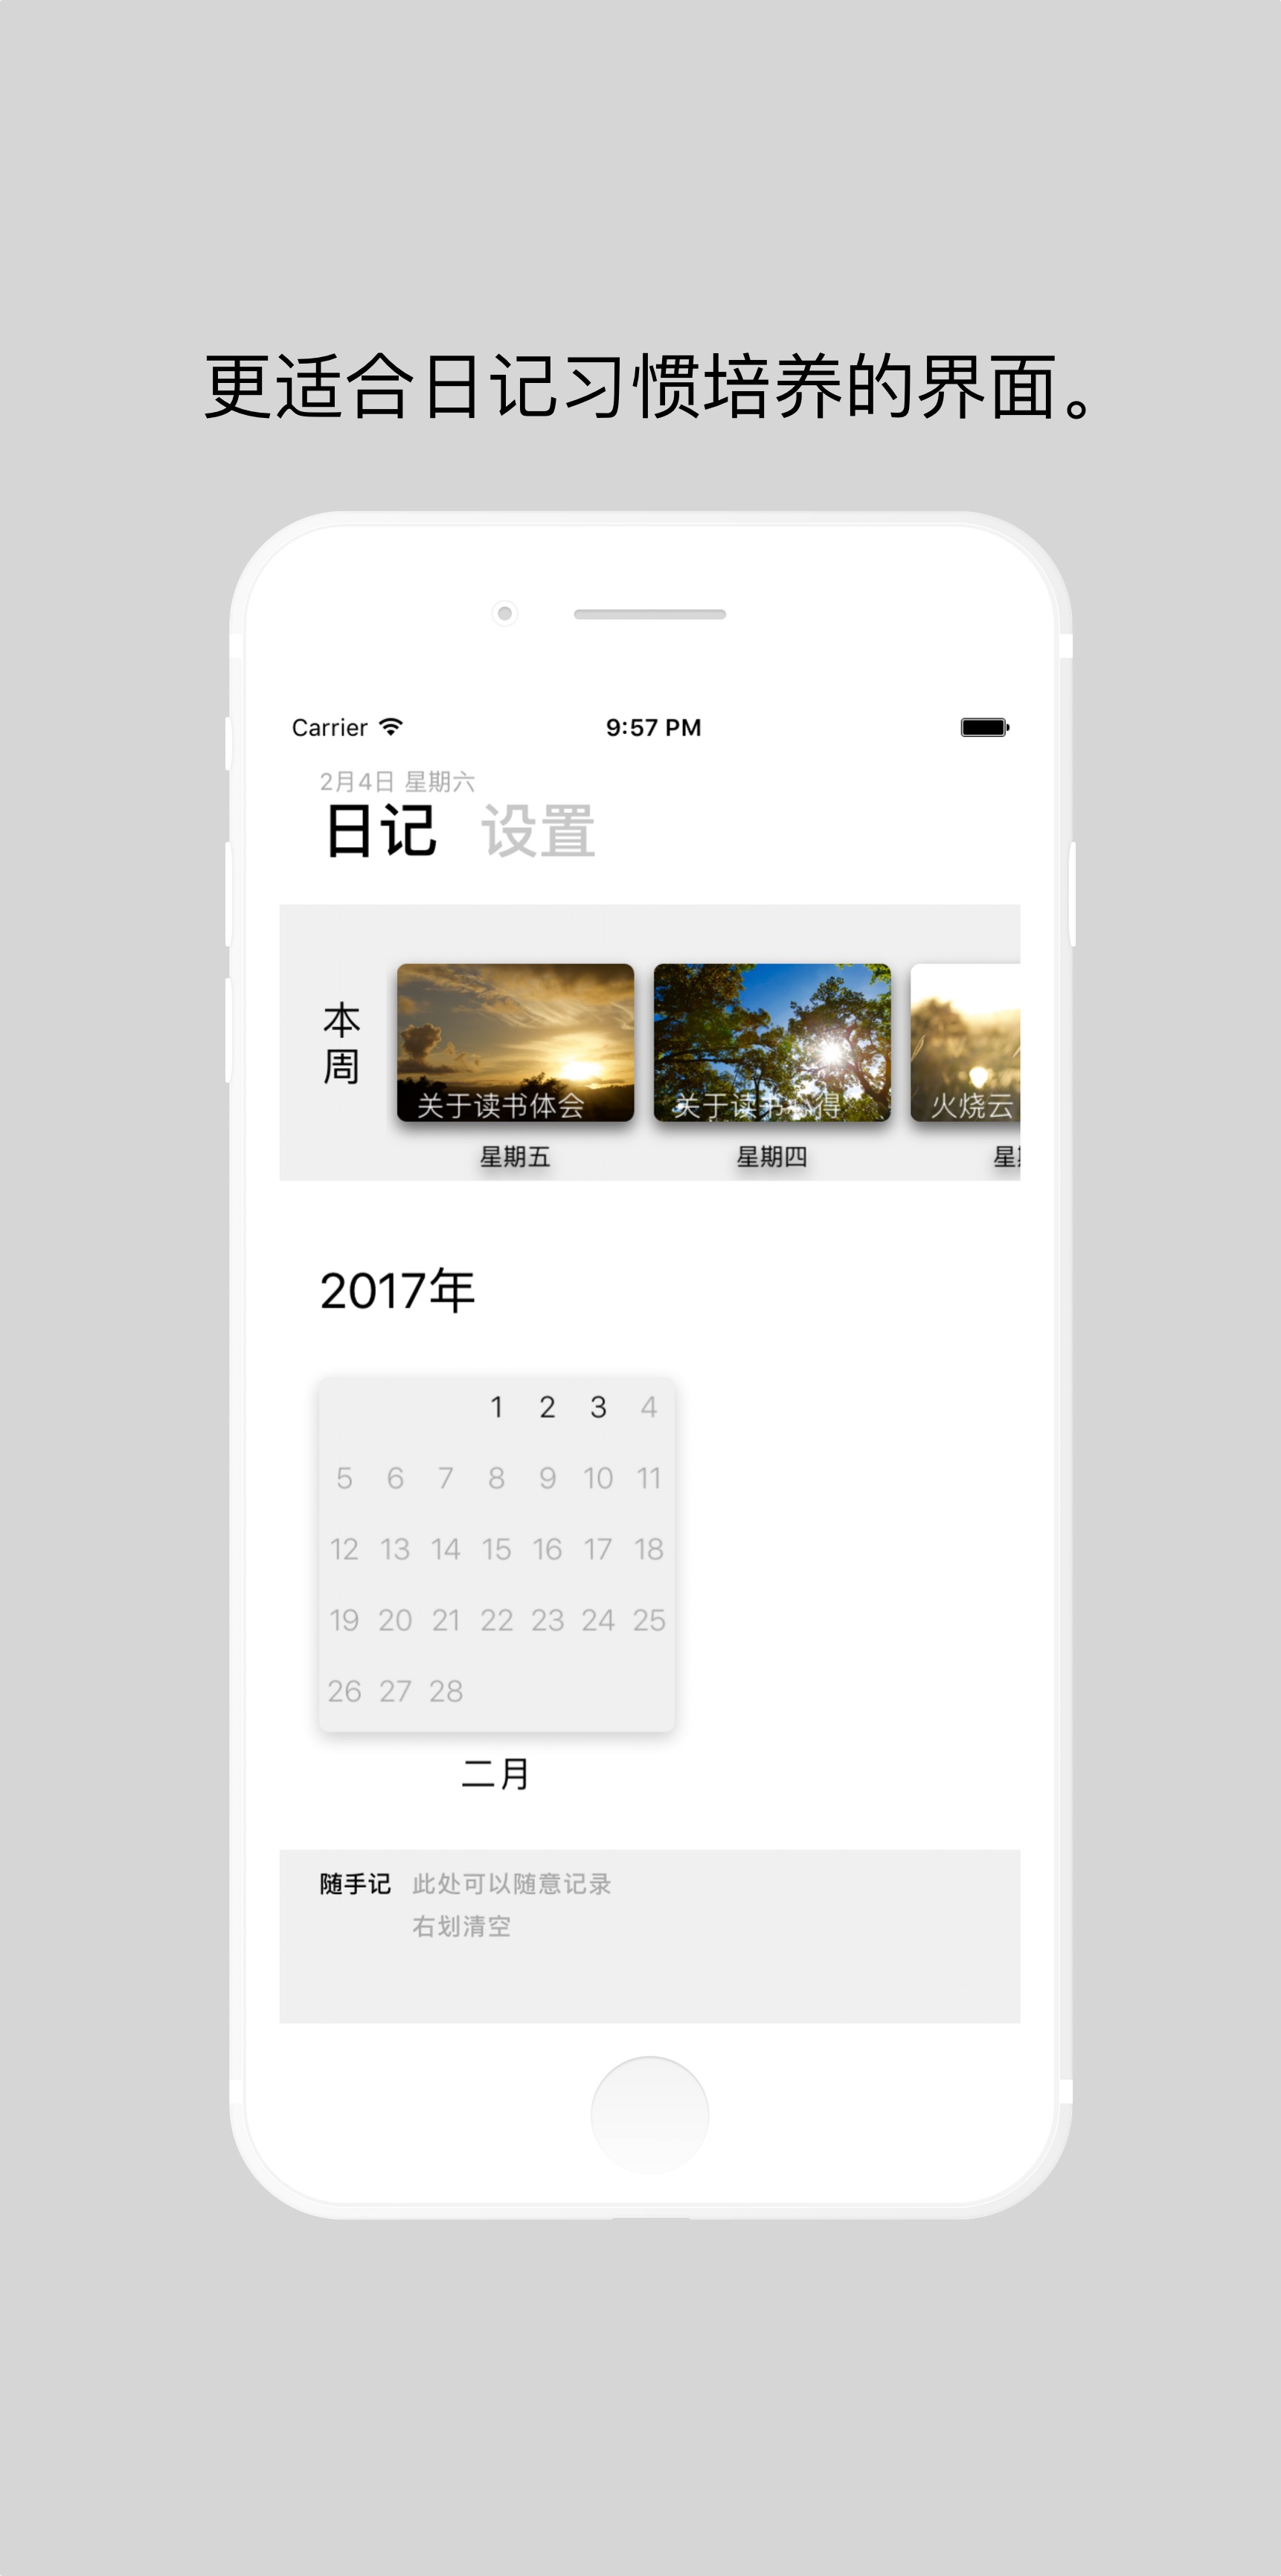 更适合日记习惯培养的界面。
Carrier 9:57 PM
2月4日 星期六
日记 设置
本周
关于读书体会
关于读书心得
火烧云
星期五 星期四
2017年
1 2 3 4
5 6 7 8 9 10 11
12 13 14 15 16 17 18
19 20 21 22 23 24 25
26 27 28
二月
随手记 此处可以随意记录
右划清空